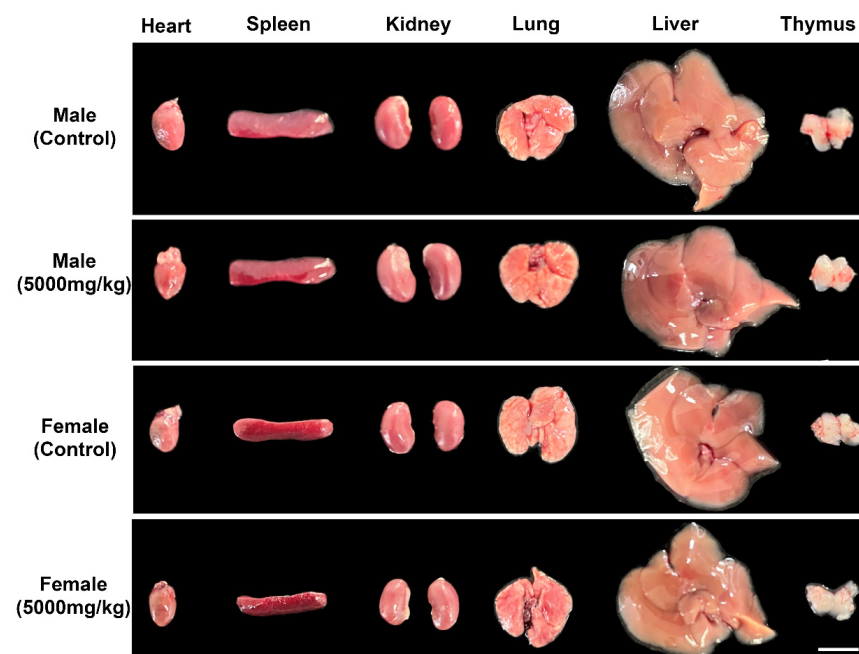 Heart Spleen Kidney Lung Liver Thymus
Male
(Control)
Male
(5000mg/kg)
Female
(Control)
Female
(5000mg/kg)